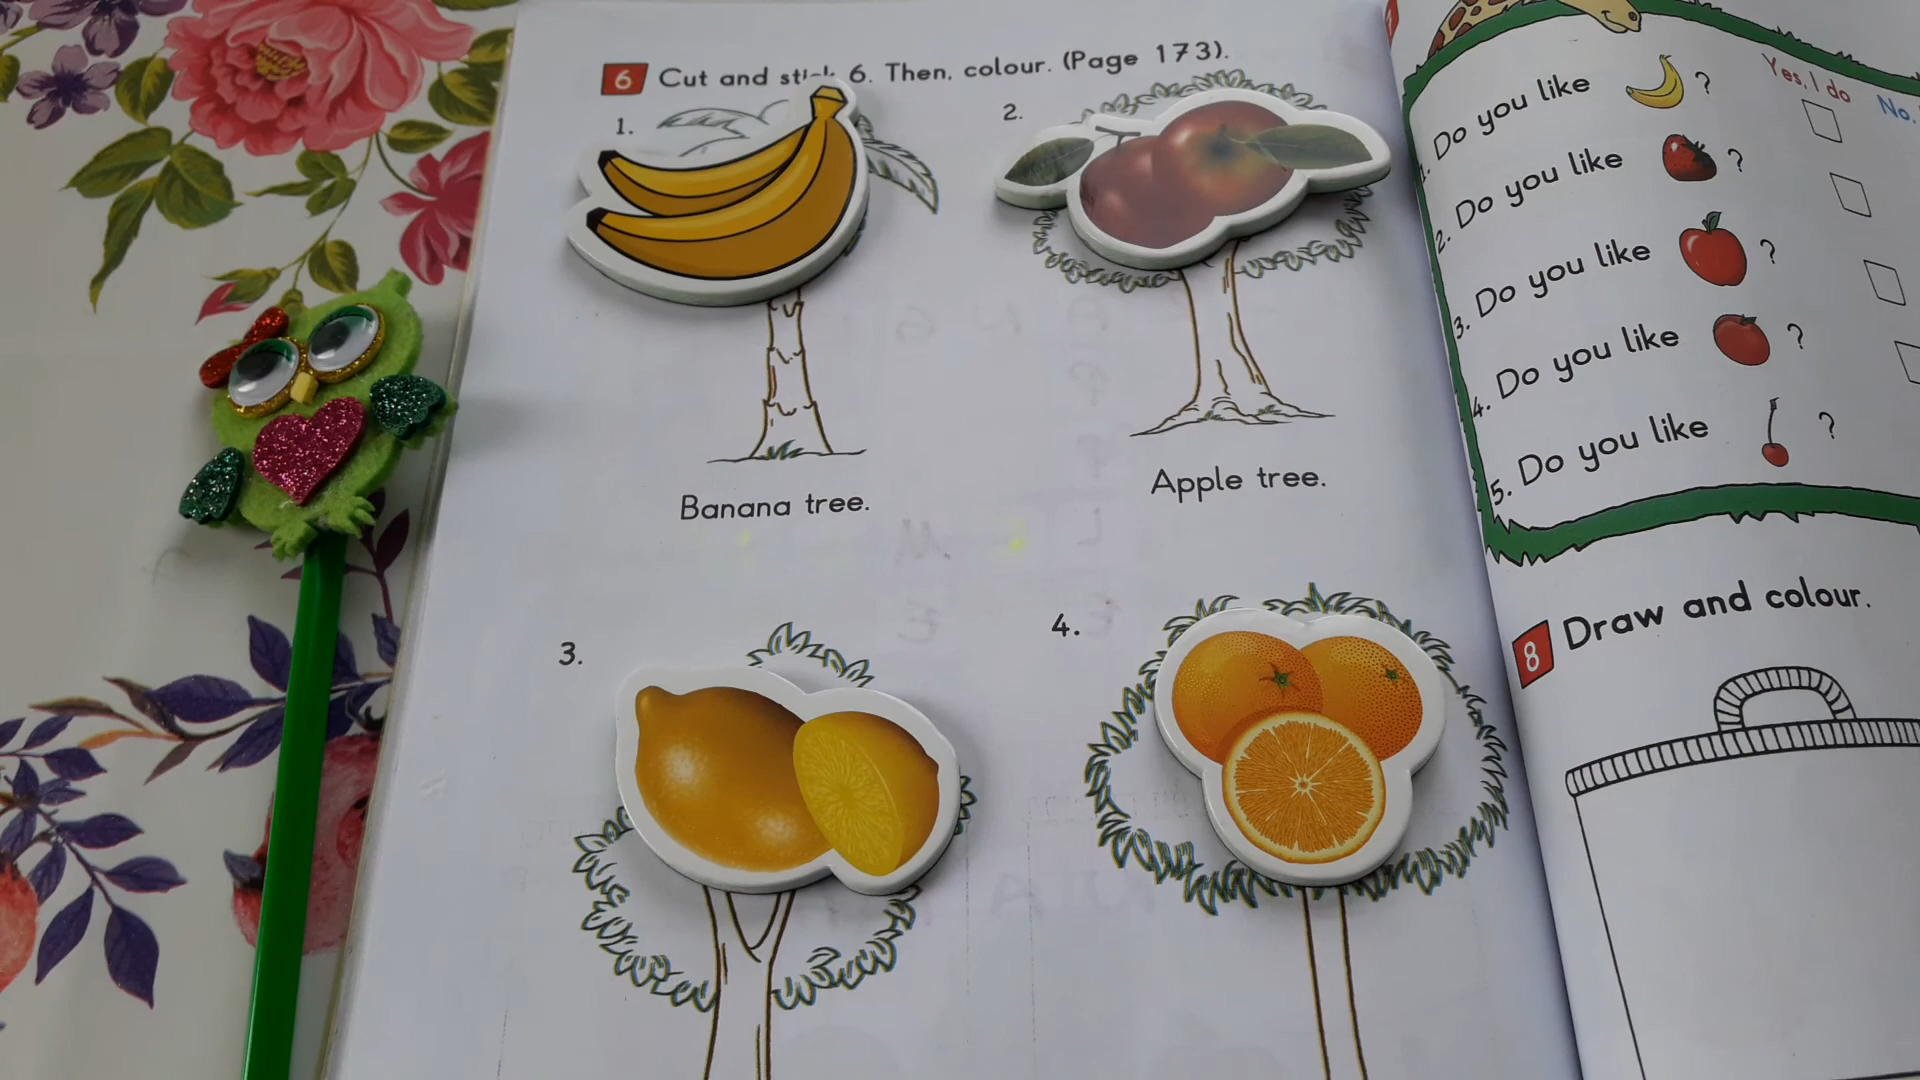 6 Cut and stick 6. Then, colour. (Page 173).
1.
2.
Banana tree.
Apple tree.
3.
4.
7
Yes, I do No,
1. Do you like ?
2. Do you like ?
3. Do you like ?
4. Do you like ?
5. Do you like ?
8 Draw and colour.